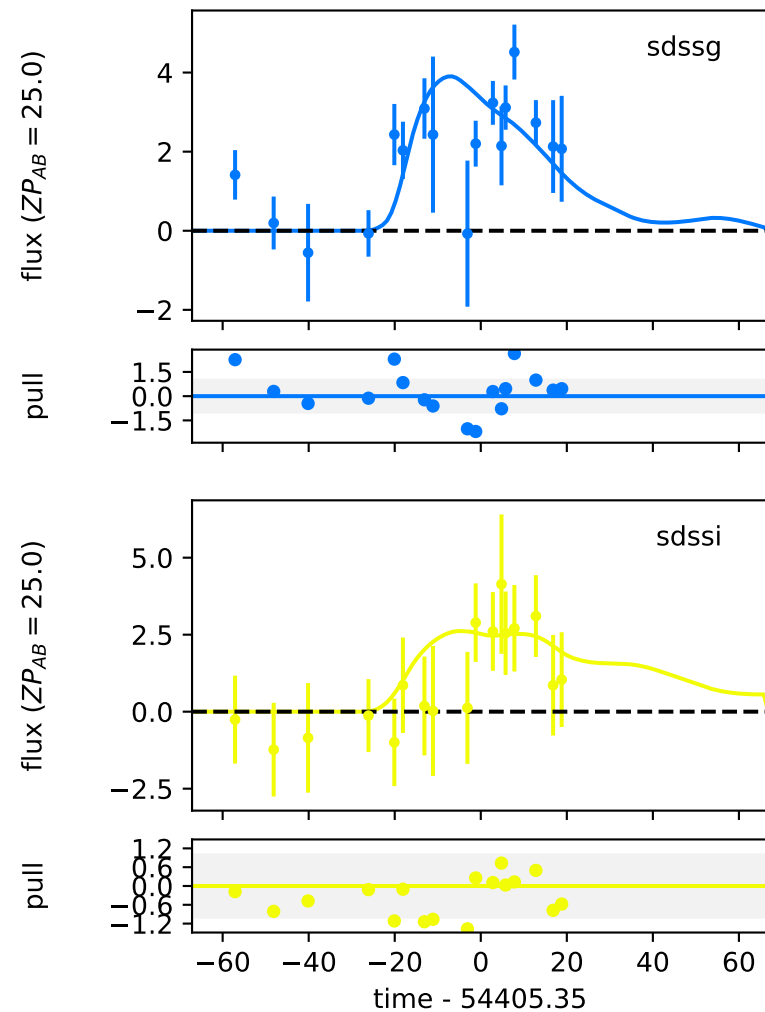 sdssg
flux (ZP_AB = 25.0)
4
2
0
−2
pull
1.5
0.0
−1.5
sdssi
flux (ZP_AB = 25.0)
5.0
2.5
0.0
−2.5
pull
1.2
0.6
0.0
−0.6
−1.2
−60 −40 −20 0 20 40 60
time - 54405.35